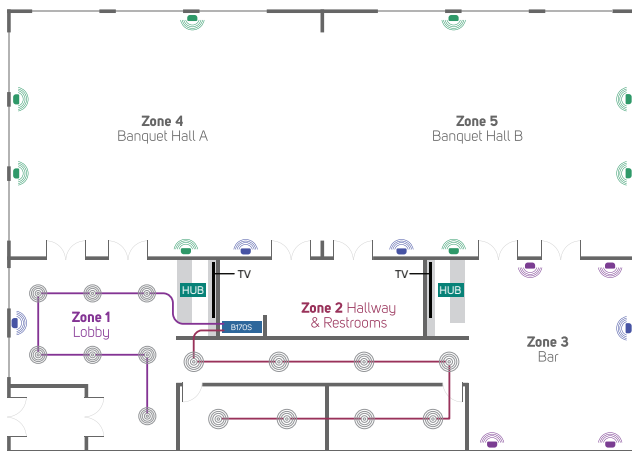 Zone 4
Banquet Hall A
Zone 5
Banquet Hall B
TV
TV
HUB
HUB
Zone 1
Lobby
B170S
Zone 2 Hallway
& Restrooms
Zone 3
Bar